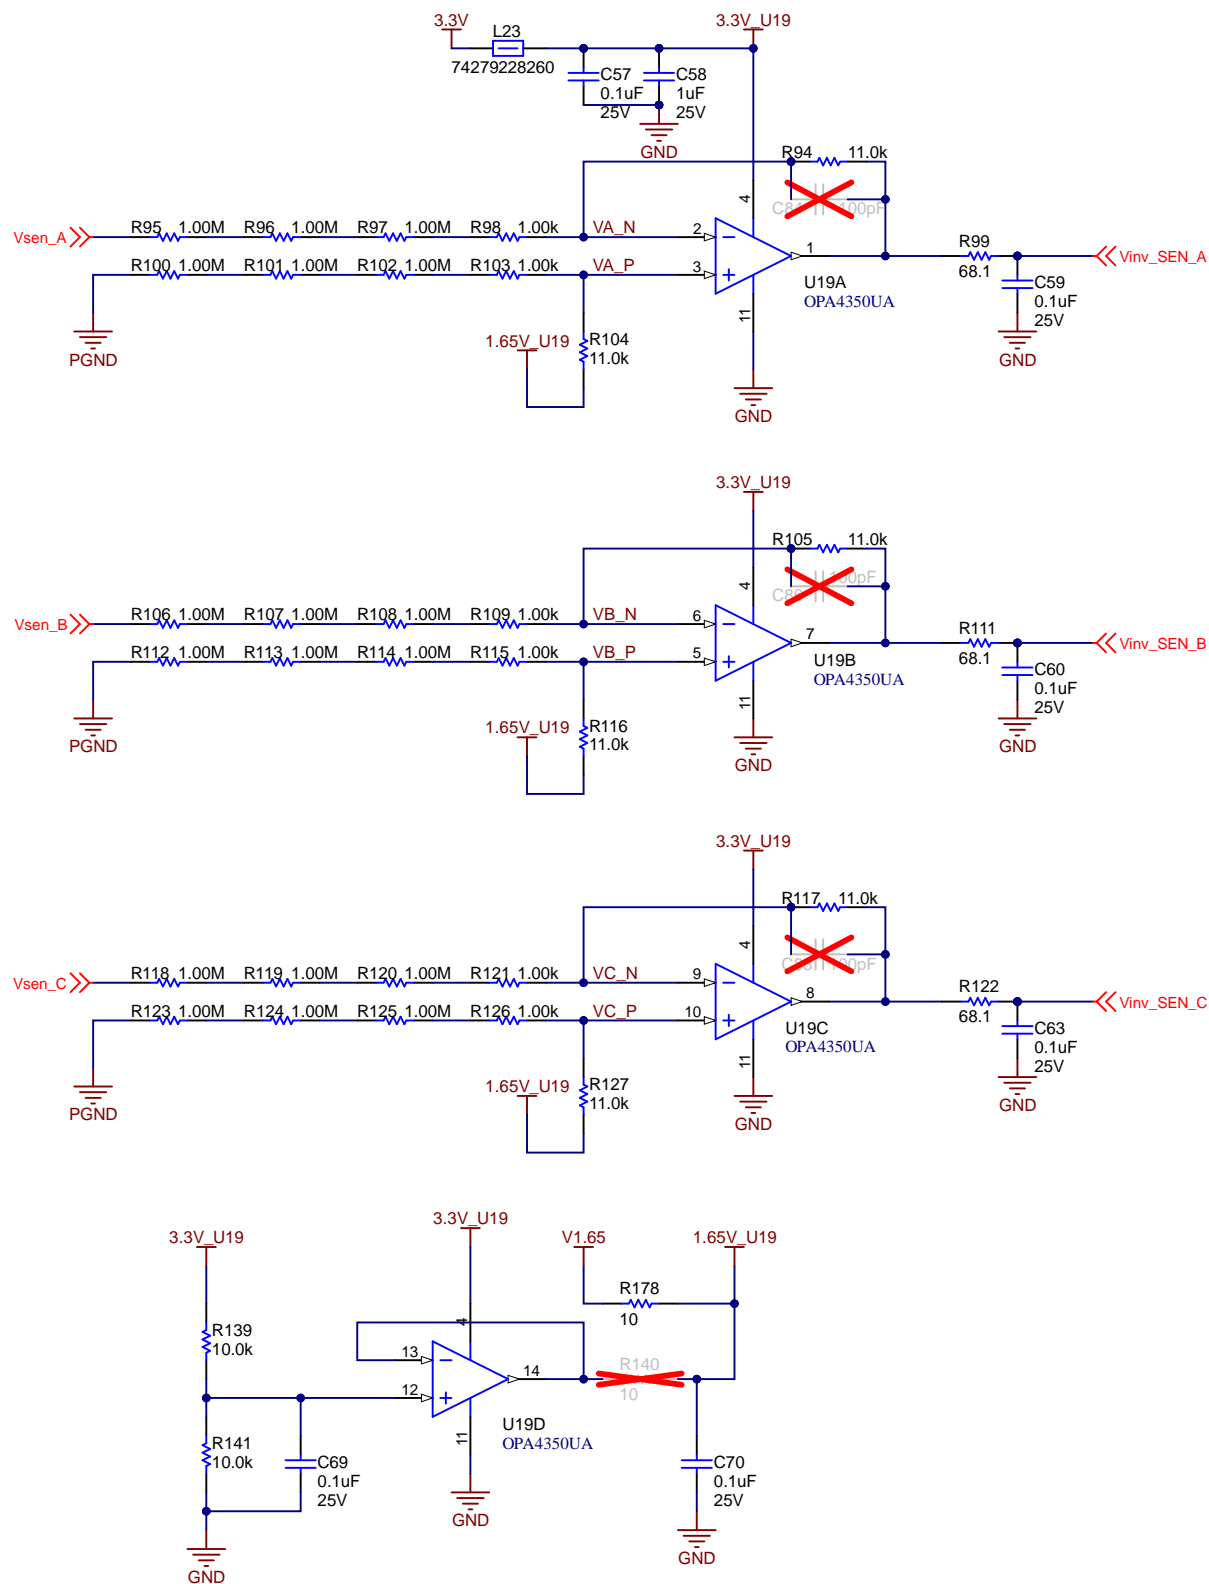 3.3V
L23
74279228260
3.3V_U19
C57
0.1uF
25V
C58
1uF
25V
GND
R94
11.0k
100pF
4
Vsen_A
R95 1.00M
R96 1.00M
R97 1.00M
R98 1.00k
VA_N
2
R100 1.00M
R101 1.00M
R102 1.00M
R103 1.00k
VA_P
3
1
11
U19A
OPA4350UA
R99
68.1
C59
0.1uF
25V
GND
Vinv_SEN_A
PGND
1.65V_U19
R104
11.0k
GND
3.3V_U19
R105
11.0k
100pF
4
Vsen_B
R106 1.00M
R107 1.00M
R108 1.00M
R109 1.00k
VB_N
6
R112 1.00M
R113 1.00M
R114 1.00M
R115 1.00k
VB_P
5
7
11
U19B
OPA4350UA
R111
68.1
C60
0.1uF
25V
GND
Vinv_SEN_B
PGND
1.65V_U19
R116
11.0k
GND
3.3V_U19
R117
11.0k
100pF
4
Vsen_C
R118 1.00M
R119 1.00M
R120 1.00M
R121 1.00k
VC_N
9
R123 1.00M
R124 1.00M
R125 1.00M
R126 1.00k
VC_P
10
8
11
U19C
OPA4350UA
R122
68.1
C63
0.1uF
25V
GND
Vinv_SEN_C
PGND
1.65V_U19
R127
11.0k
GND
3.3V_U19
3.3V_U19
V1.65
1.65V_U19
R178
10
R139
10.0k
4
13
12
14
11
U19D
OPA4350UA
R140
10
R141
10.0k
C69
0.1uF
25V
C70
0.1uF
25V
GND
GND
GND